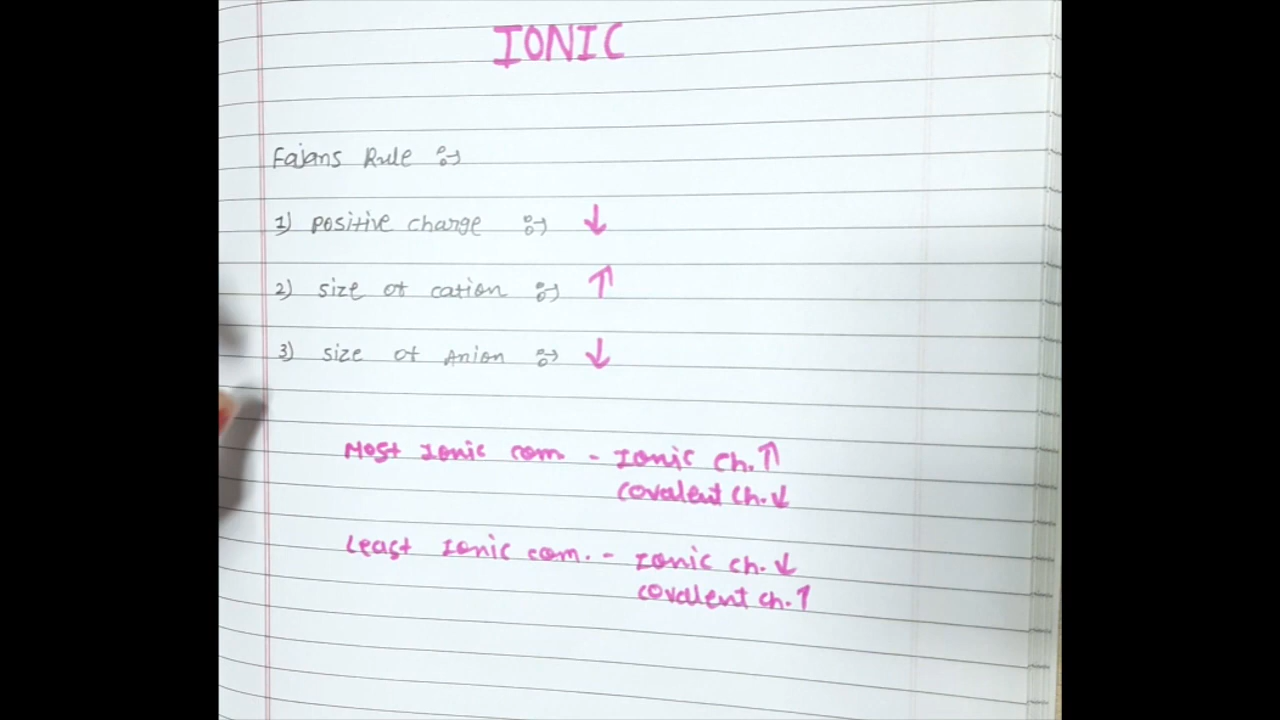 IONIC
Fajans Rule :-
1) positive charge :- ↓
2) size of cation :- ↑
3) size of Anion :- ↓
Most Ionic com. - Ionic ch. ↑
covalent ch. ↓
Least Ionic com. - Ionic ch. ↓
covalent ch. ↑